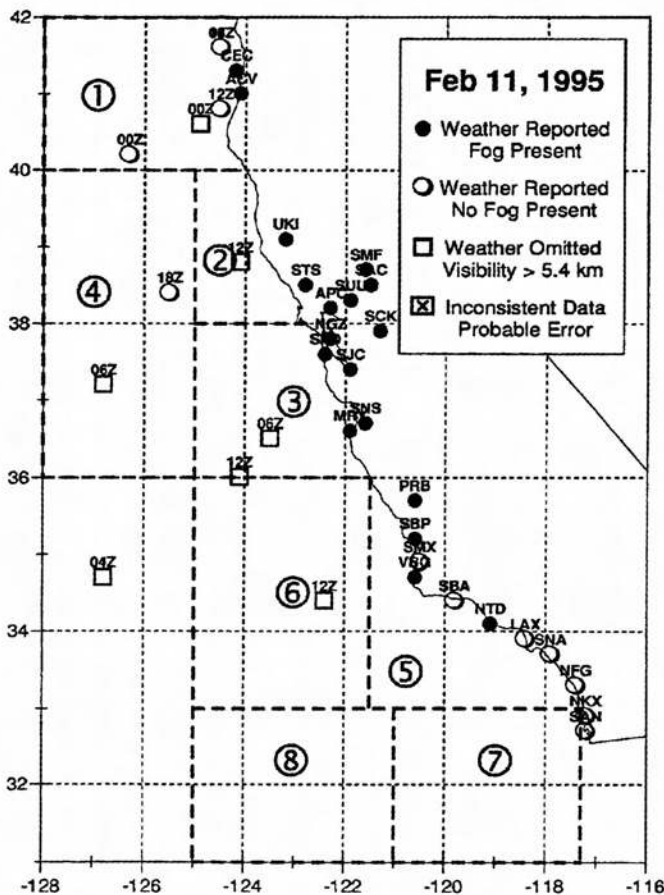 42
40
38
36
34
32
-128
-126
-124
-122
-120
-118
-116
Feb 11, 1995
Weather Reported
Fog Present
Weather Reported
No Fog Present
Weather Omitted
Visibility > 5.4 km
Inconsistent Data
Probable Error
1
2
3
4
5
6
7
8
CEC
ACV
12Z
00Z
00Z
UKI
12Z
18Z
STS
SMF
SAC
SUU
APC
SCK
NGZ
SJC
06Z
06Z
SNS
MRY
12Z
PRB
SBP
SMX
VBG
04Z
12Z
SBA
NTD
LAX
SNA
NFG
NKX
SAN